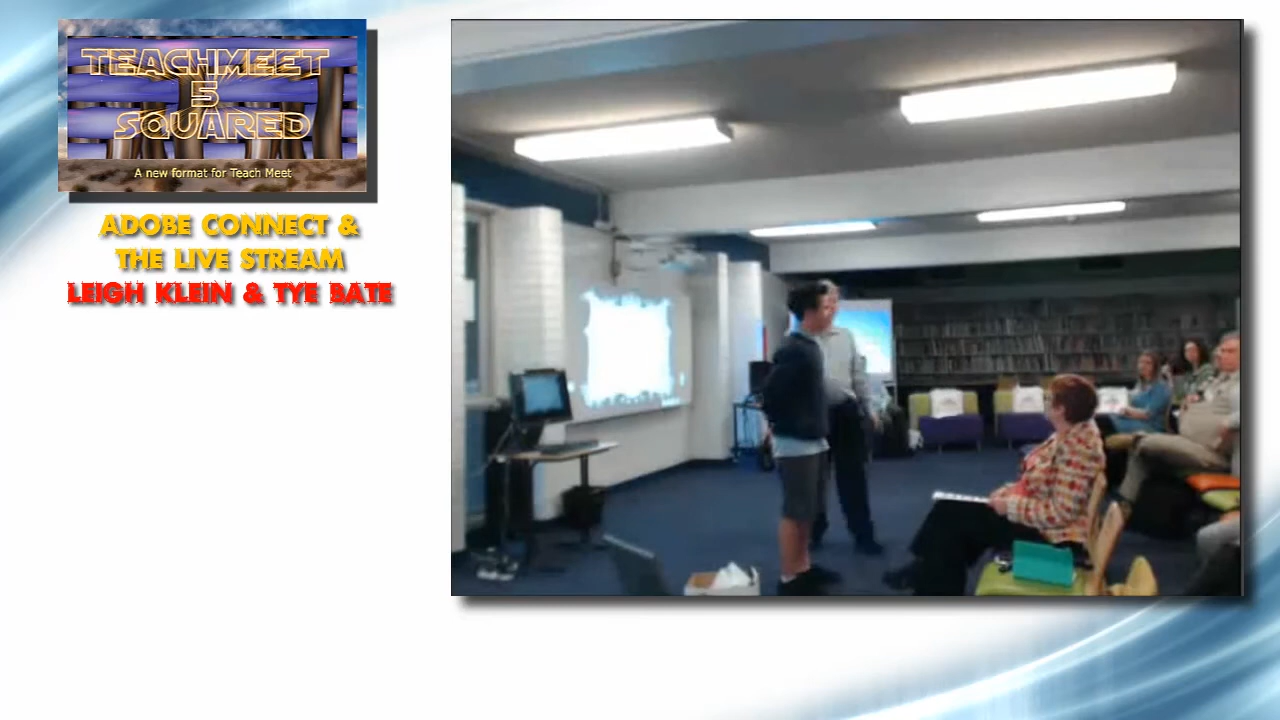 TEACHMEET
5
SQUARED
A new format for Teach Meet
ADOBE CONNECT &
THE LIVE STREAM
LEIGH KLEIN & TYE BATE